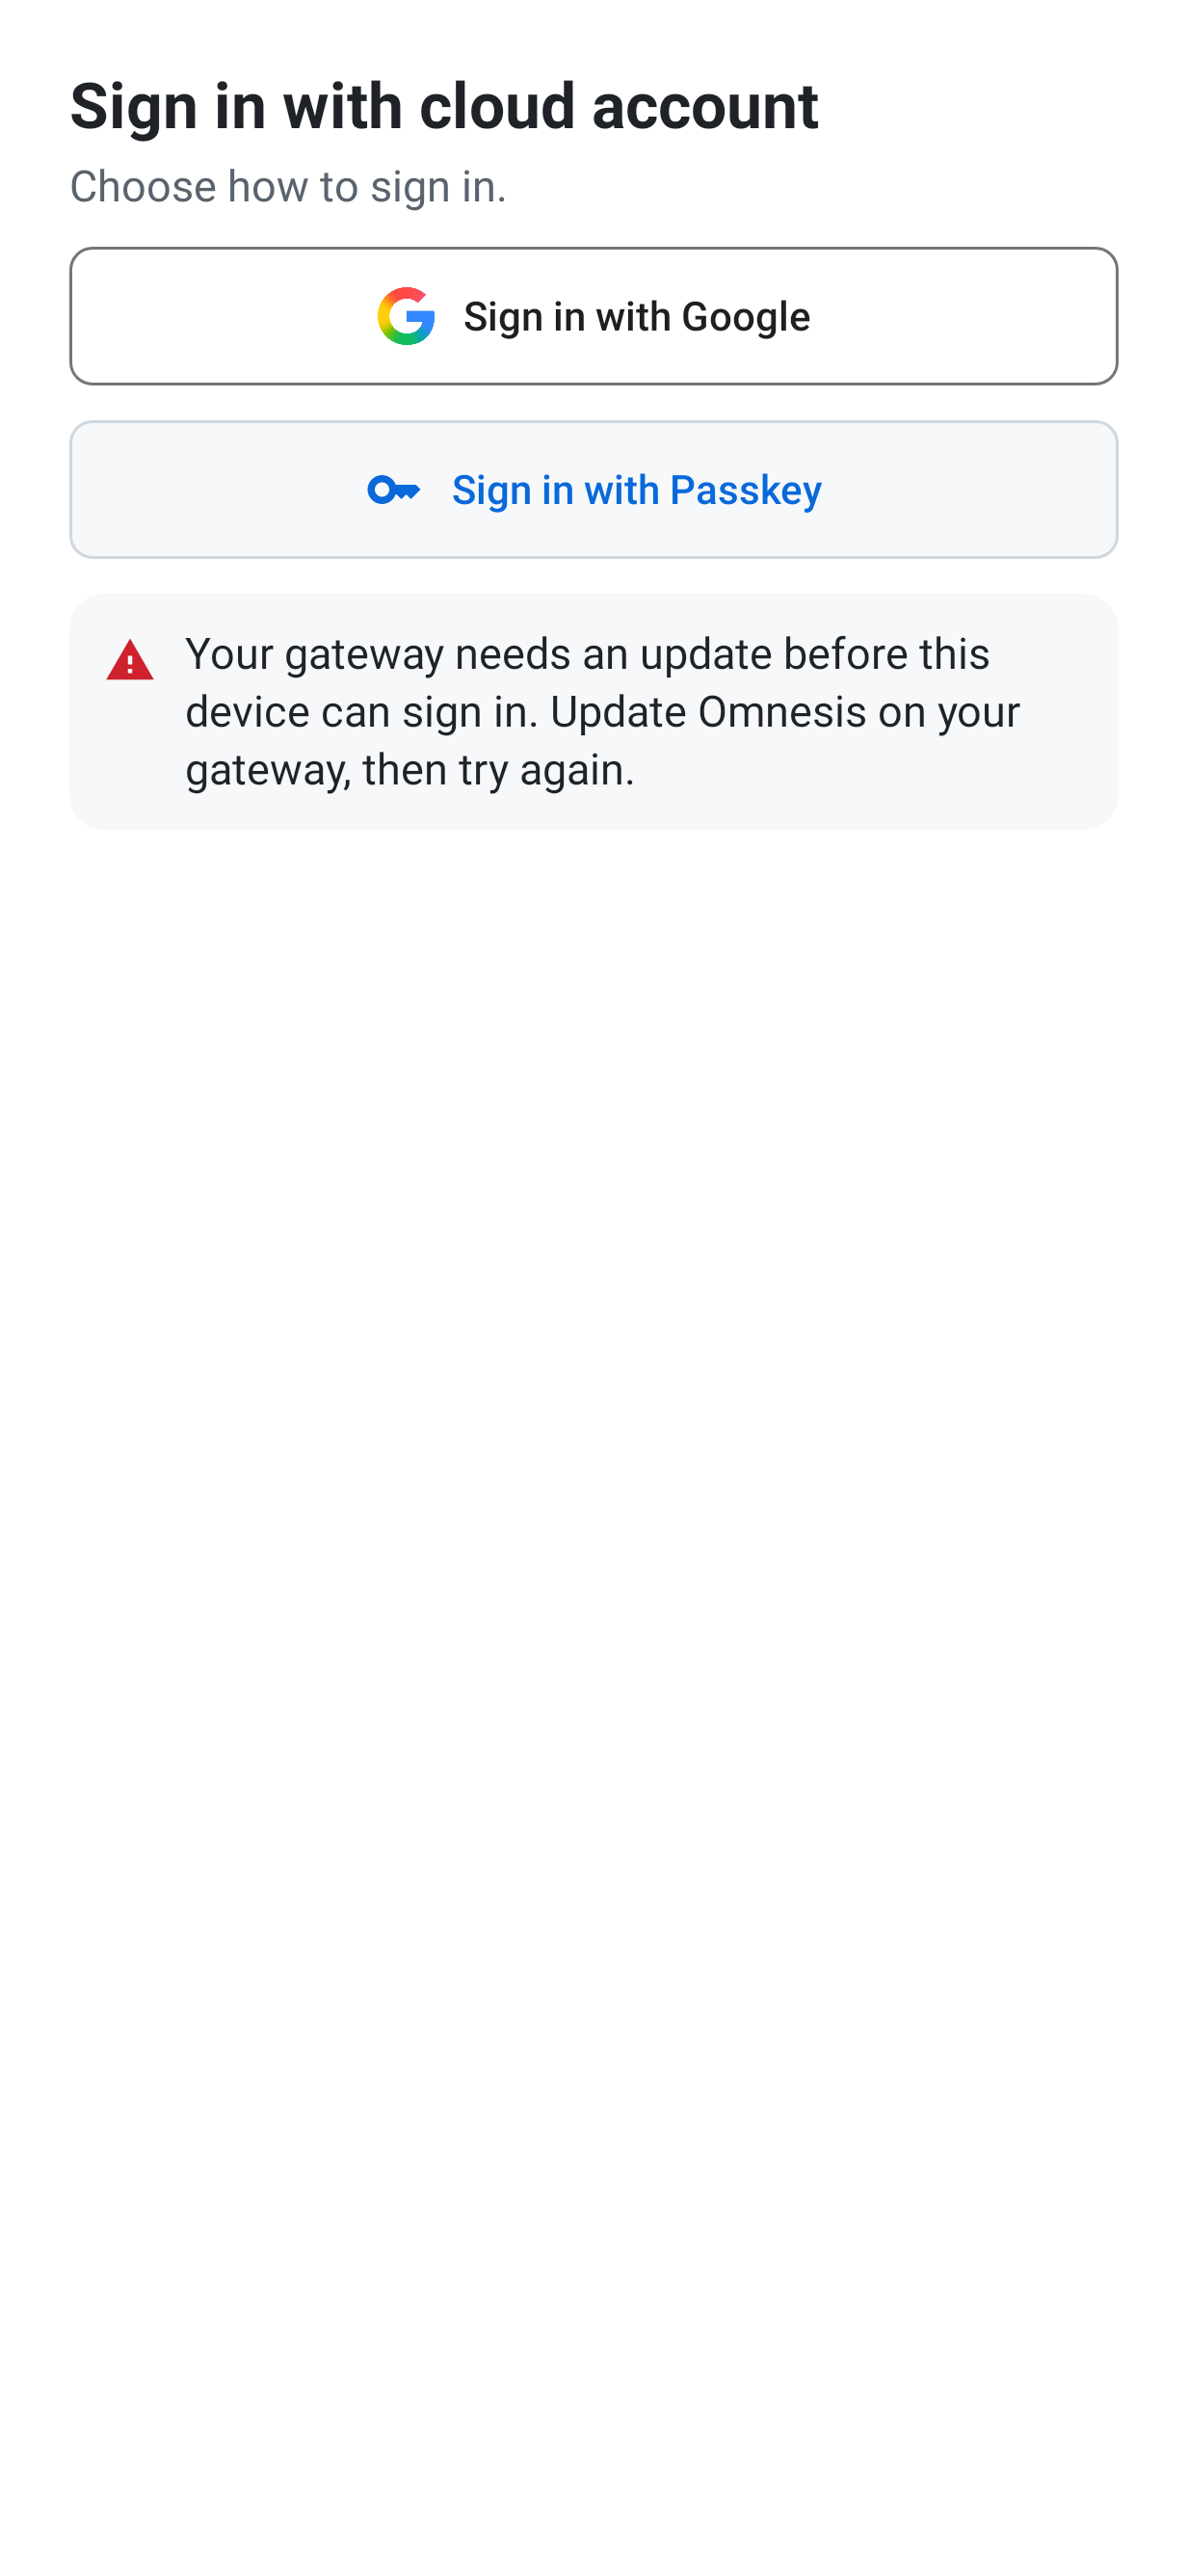 Sign in with cloud account
Choose how to sign in.
Sign in with Google
Sign in with Passkey
Your gateway needs an update before this
device can sign in. Update Omnesis on your
gateway, then try again.